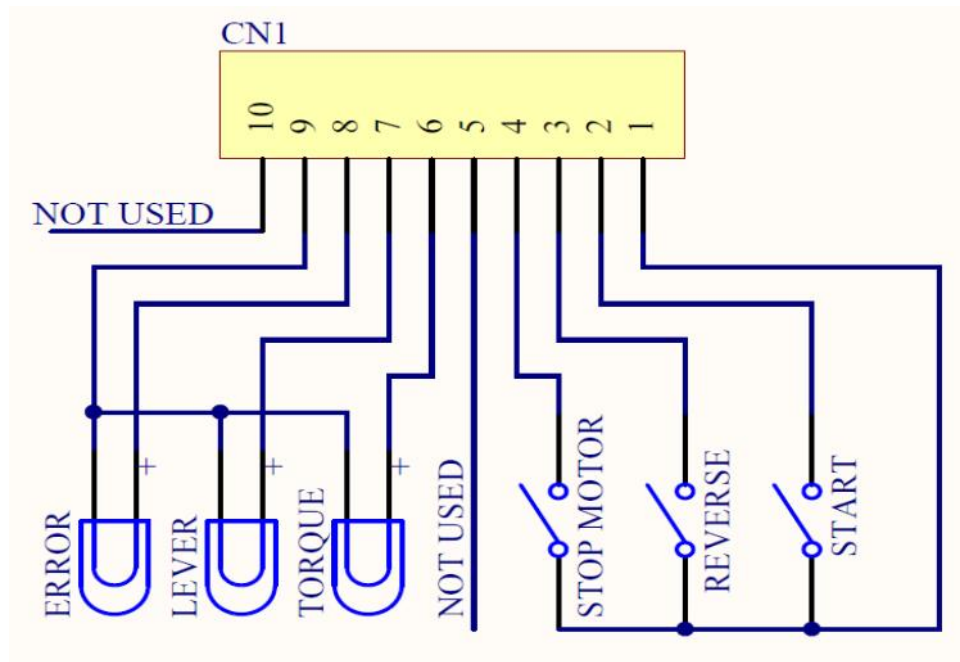 CN1
10 9 8 7 6 5 4 3 2 1
NOT USED
+ + +
ERROR
LEVER
TORQUE
NOT USED
STOP MOTOR
REVERSE
START